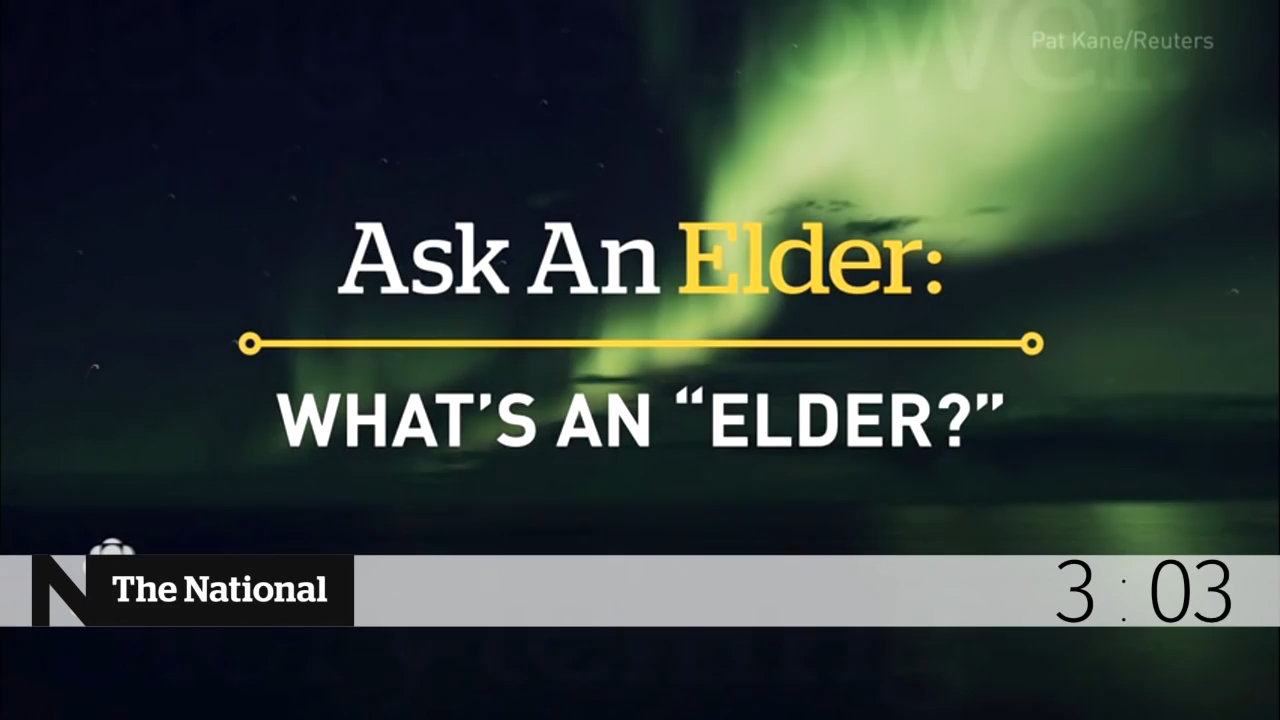 Pat Kane/Reuters
Ask An Elder:
WHAT'S AN “ELDER?”
N The National
3:03